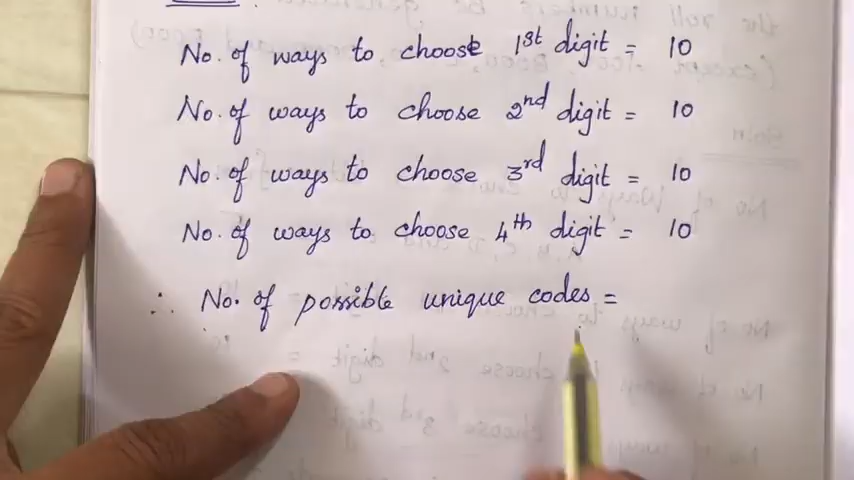 No. of ways to choose 1st digit = 10
No. of ways to choose 2nd digit = 10
No. of ways to choose 3rd digit = 10
No. of ways to choose 4th digit = 10
∴ No. of possible unique codes =